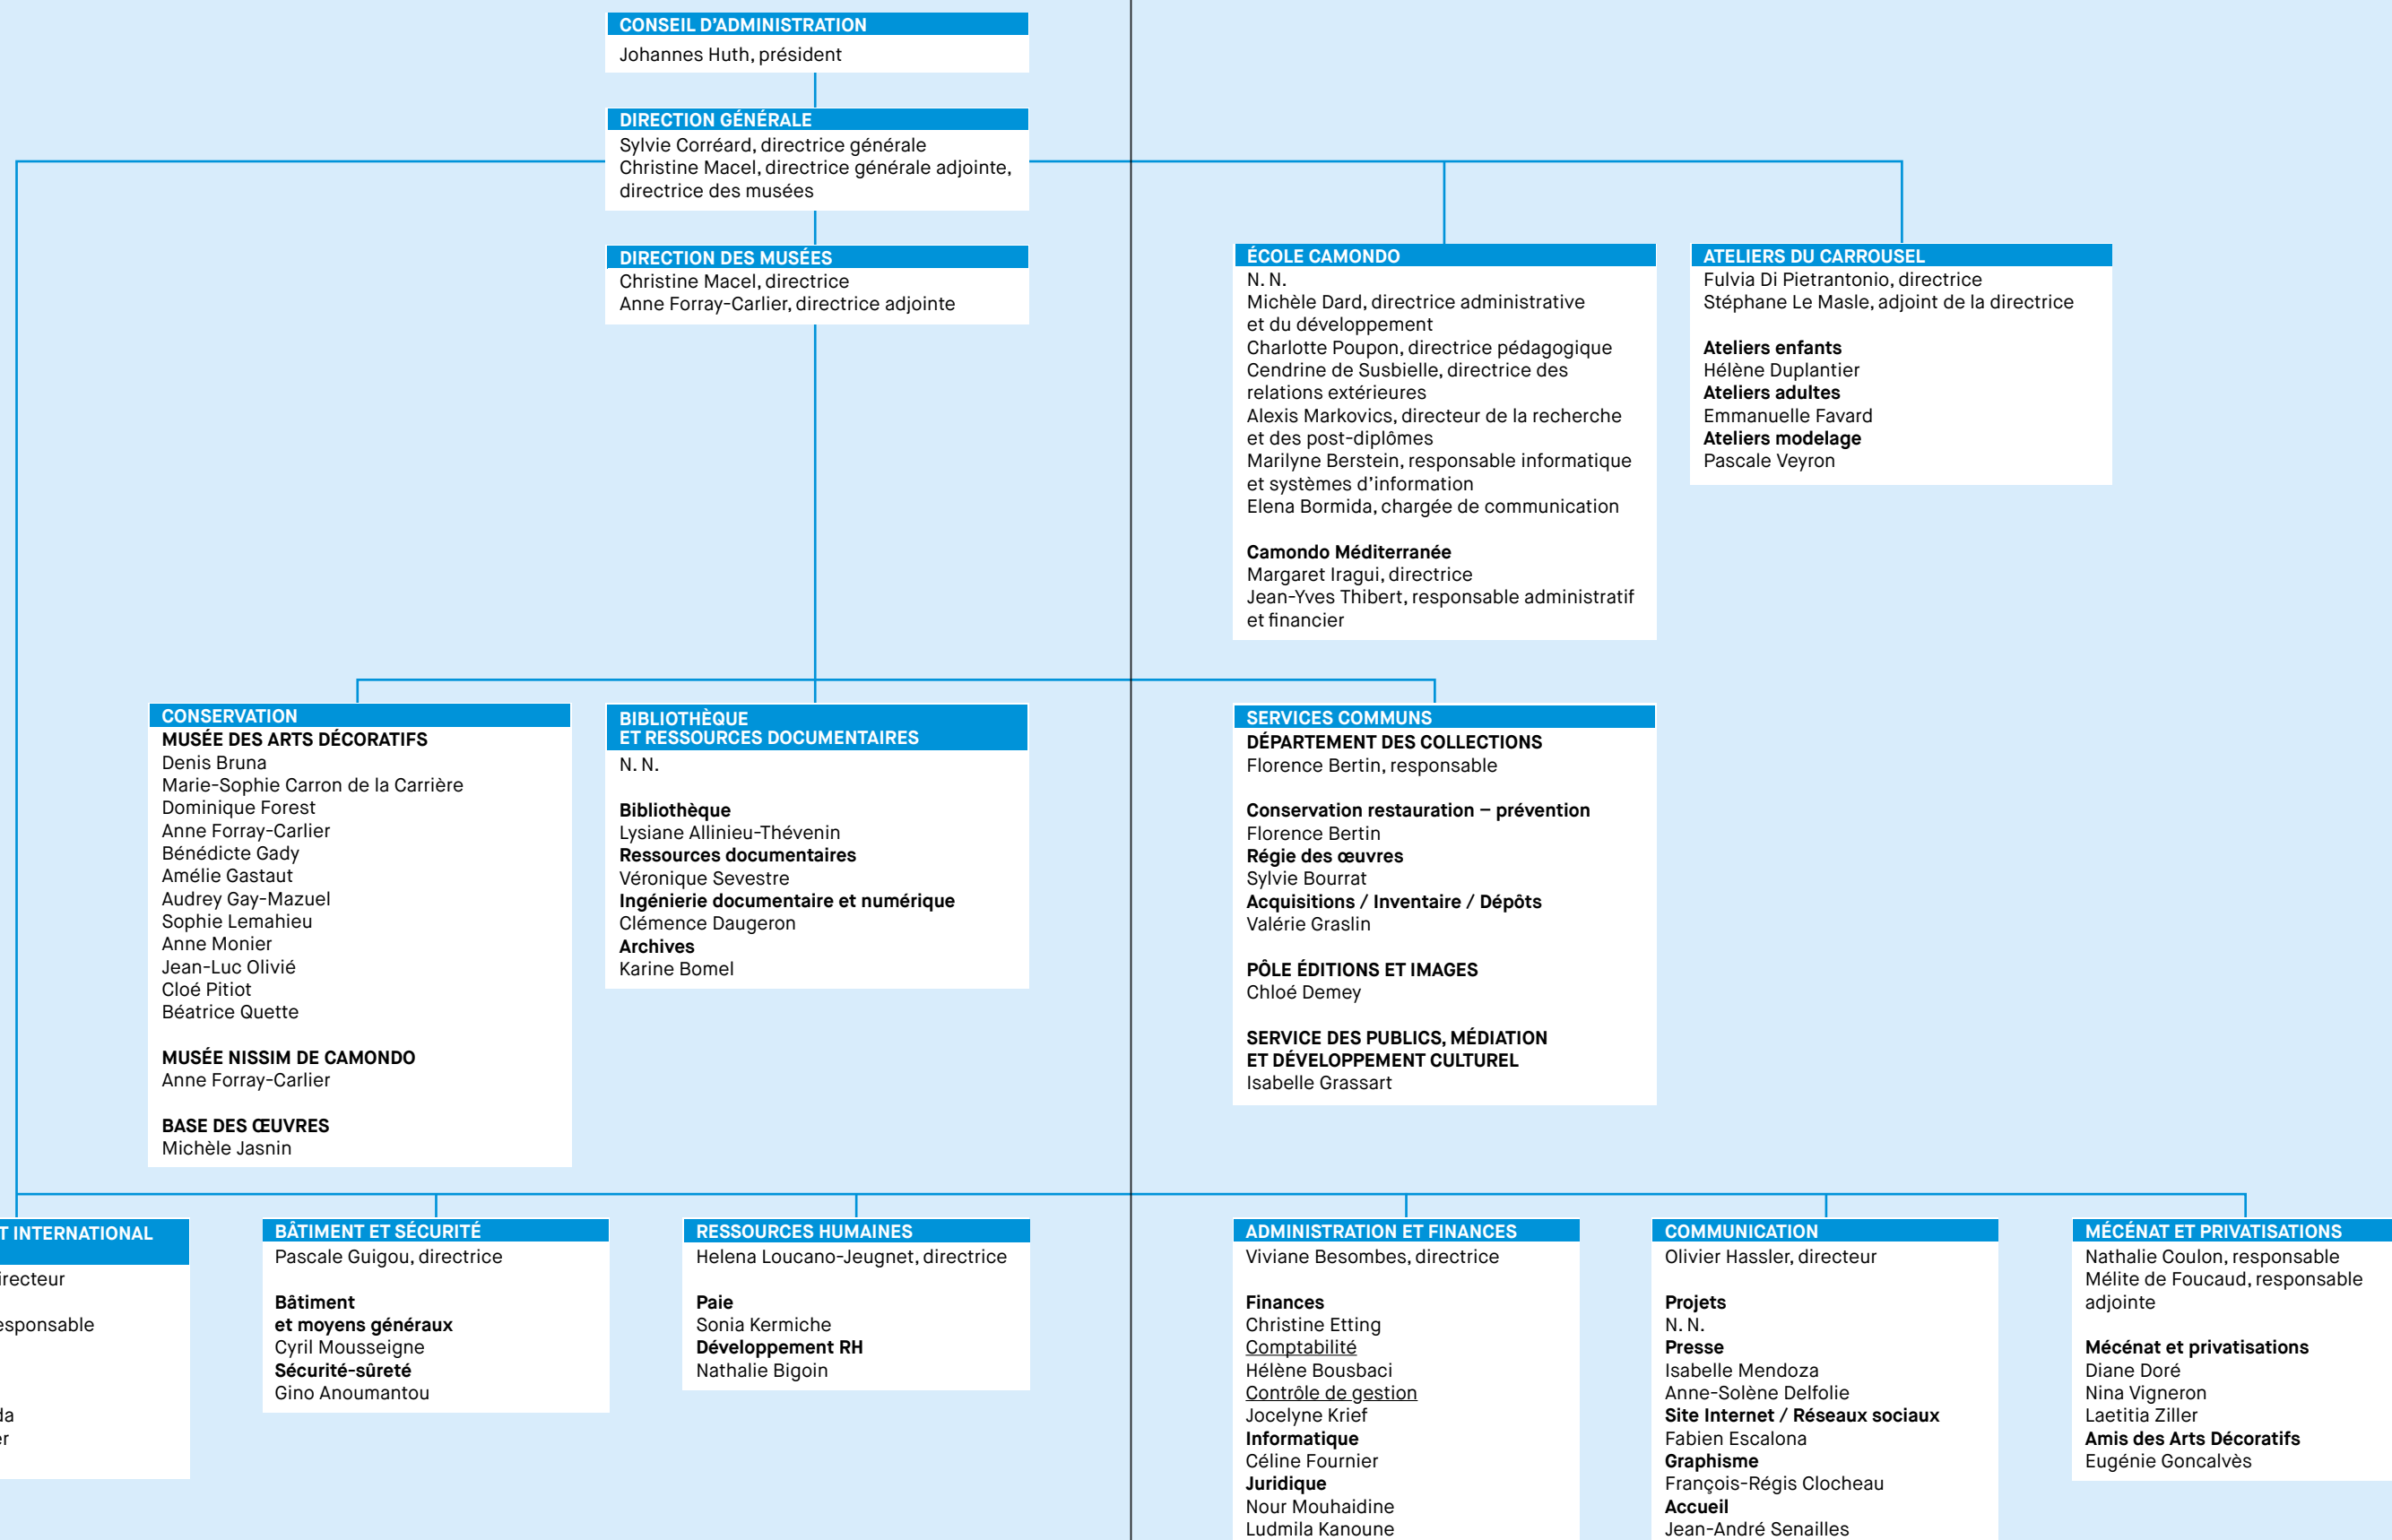 CONSEIL D'ADMINISTRATION
Johannes Huth, président
DIRECTION GÉNÉRALE
Sylvie Corréard, directrice générale
Christine Macel, directrice générale adjointe,
directrice des musées
DIRECTION DES MUSÉES
Christine Macel, directrice
Anne Forray-Carlier, directrice adjointe
ÉCOLE CAMONDO
N. N.
Michèle Dard, directrice administrative
et du développement
Charlotte Poupon, directrice pédagogique
Cendrine de Susbielle, directrice des
relations extérieures
Alexis Markovics, directeur de la recherche
et des post-diplômes
Marilyne Berstein, responsable informatique
et systèmes d'information
Elena Bormida, chargée de communication
Camondo Méditerranée
Margaret Iragui, directrice
Jean-Yves Thibert, responsable administratif
et financier
ATELIERS DU CARROUSEL
Fulvia Di Pietrantonio, directrice
Stéphane Le Masle, adjoint de la directrice
Ateliers enfants
Hélène Duplantier
Ateliers adultes
Emmanuelle Favard
Ateliers modelage
Pascale Veyron
CONSERVATION
MUSÉE DES ARTS DÉCORATIFS
Denis Bruna
Marie-Sophie Carron de la Carrière
Dominique Forest
Anne Forray-Carlier
Bénédicte Gady
Amélie Gastaut
Audrey Gay-Mazuel
Sophie Lemahieu
Anne Monier
Jean-Luc Olivié
Cloé Pitiot
Béatrice Quette
MUSÉE NISSIM DE CAMONDO
Anne Forray-Carlier
BASE DES ŒUVRES
Michèle Jasnin
BIBLIOTHÈQUE
ET RESSOURCES DOCUMENTAIRES
N. N.
Bibliothèque
Lysiane Allinieu-Thévenin
Ressources documentaires
Véronique Sevestre
Ingénierie documentaire et numérique
Clémence Daugeron
Archives
Karine Bomel
SERVICES COMMUNS
DÉPARTEMENT DES COLLECTIONS
Florence Bertin, responsable
Conservation restauration – prévention
Florence Bertin
Régie des œuvres
Sylvie Bourrat
Acquisitions / Inventaire / Dépôts
Valérie Graslin
PÔLE ÉDITIONS ET IMAGES
Chloé Demey
SERVICE DES PUBLICS, MÉDIATION
ET DÉVELOPPEMENT CULTUREL
Isabelle Grassart
INTERNATIONAL
BÂTIMENT ET SÉCURITÉ
Pascale Guigou, directrice
Bâtiment
et moyens généraux
Cyril Mousseigne
Sécurité-sûreté
Gino Anoumantou
RESSOURCES HUMAINES
Helena Loucano-Jeugnet, directrice
Paie
Sonia Kermiche
Développement RH
Nathalie Bigoin
ADMINISTRATION ET FINANCES
Viviane Besombes, directrice
Finances
Christine Etting
Comptabilité
Hélène Bousbaci
Contrôle de gestion
Jocelyne Krief
Informatique
Céline Fournier
Juridique
Nour Mouhaidine
Ludmila Kanoune
COMMUNICATION
Olivier Hassler, directeur
Projets
N. N.
Presse
Isabelle Mendoza
Anne-Solène Delfolie
Site Internet / Réseaux sociaux
Fabien Escalona
Graphisme
François-Régis Clocheau
Accueil
Jean-André Senailles
MÉCÉNAT ET PRIVATISATIONS
Nathalie Coulon, responsable
Mélite de Foucaud, responsable
adjointe
Mécénat et privatisations
Diane Doré
Nina Vigneron
Laetitia Ziller
Amis des Arts Décoratifs
Eugénie Goncalvès